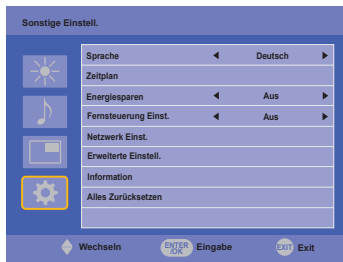 Sonstige Einstell.
Sprache Deutsch
Zeitplan
Energiesparen Aus
Fernsteuerung Einst. Aus
Netzwerk Einst.
Erweiterte Einstell.
Information
Alles Zurücksetzen
Wechseln ENTER /OK Eingabe EXIT Exit